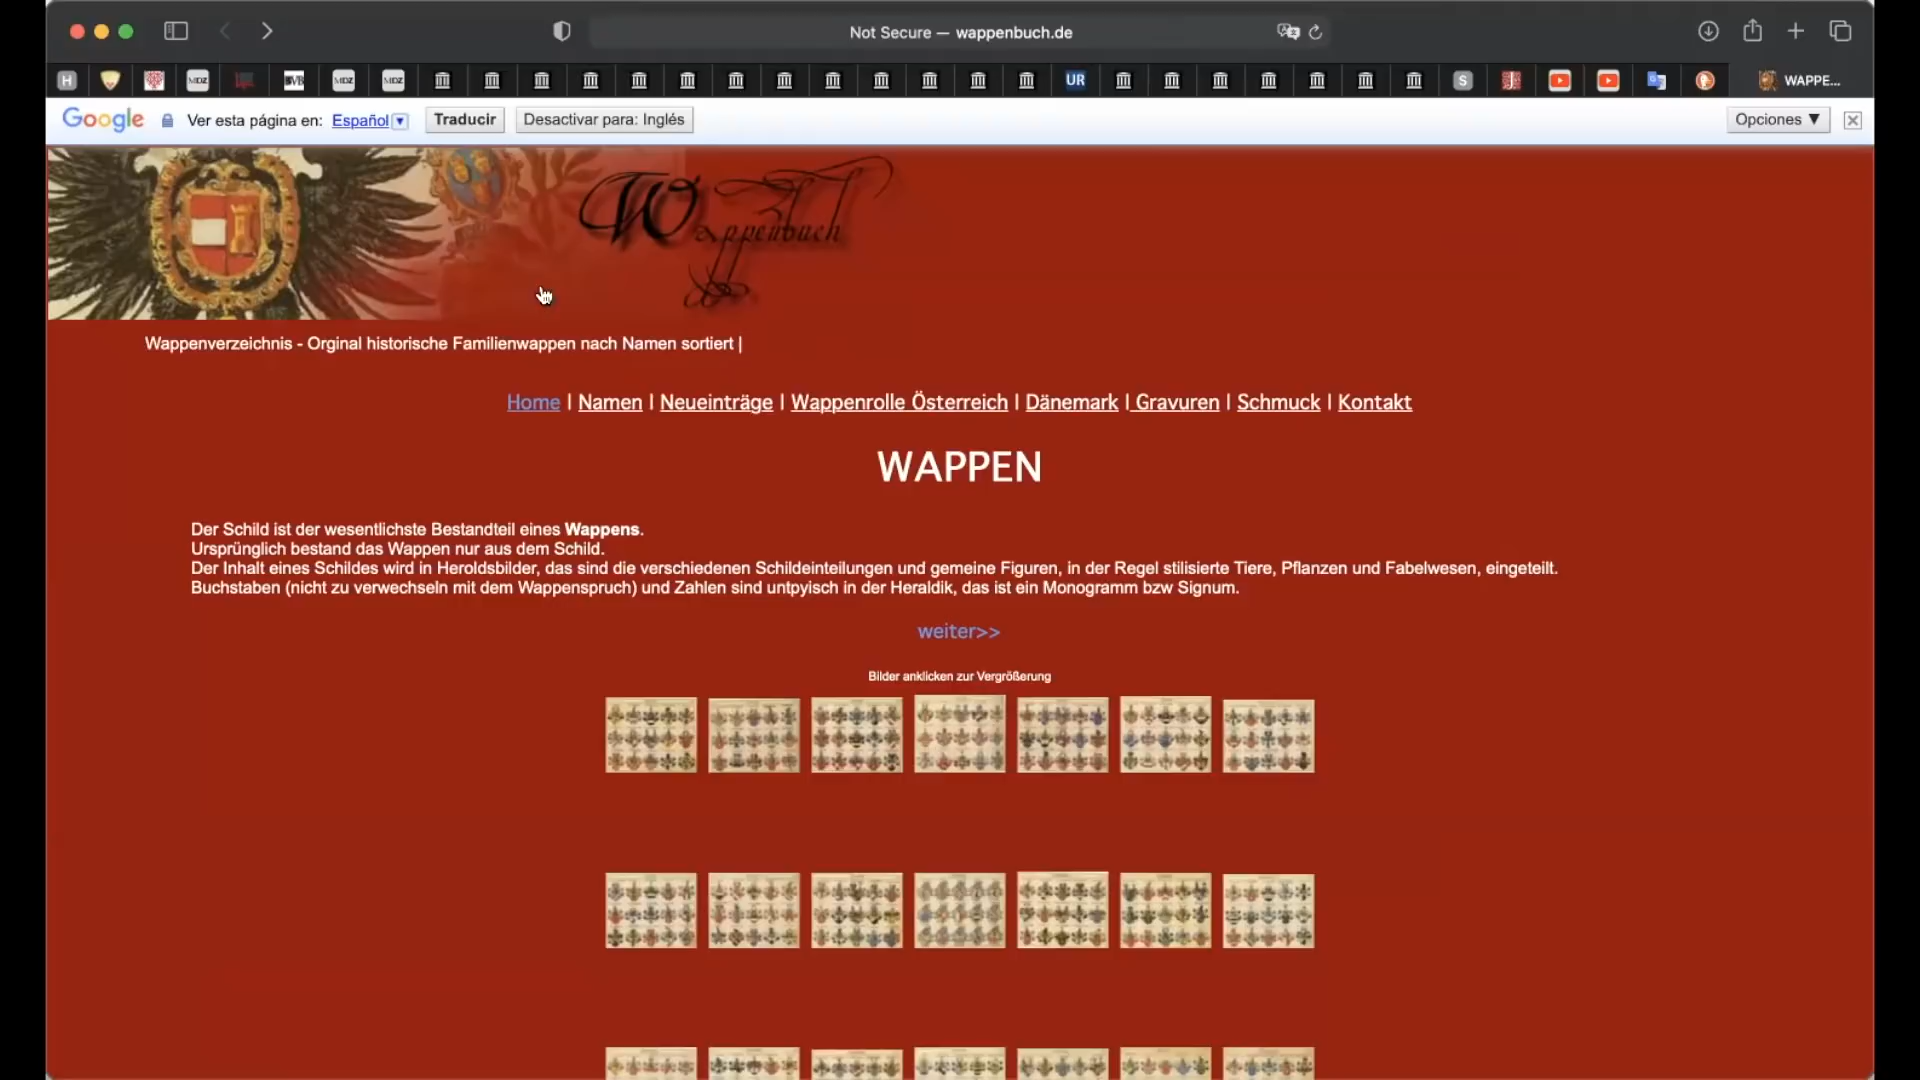 Not Secure — wappenbuch.de
H MDZ BVB MDZ MDZ UR S WAPPE...
Google Ver esta página en: Español Traducir Desactivar para: Inglés Opciones ▼
Wappenbuch
Wappenverzeichnis - Orginal historische Familienwappen nach Namen sortiert |
Home | Namen | Neueinträge | Wappenrolle Österreich | Dänemark | Gravuren | Schmuck | Kontakt
WAPPEN
Der Schild ist der wesentlichste Bestandteil eines Wappens.
Ursprünglich bestand das Wappen nur aus dem Schild.
Der Inhalt eines Schildes wird in Heroldsbilder, das sind die verschiedenen Schildeinteilungen und gemeine Figuren, in der Regel stilisierte Tiere, Pflanzen und Fabelwesen, eingeteilt.
Buchstaben (nicht zu verwechseln mit dem Wappenspruch) und Zahlen sind untpyisch in der Heraldik, das ist ein Monogramm bzw Signum.
weiter>>
Bilder anklicken zur Vergrößerung